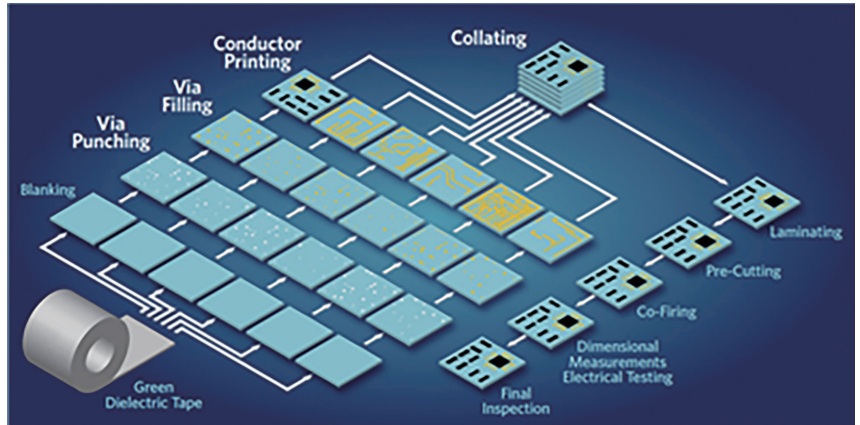 Conductor
Printing
Collating
Via
Filling
Via
Punching
Blanking
Laminating
Pre-Cutting
Co-Firing
Dimensional
Measurements
Electrical Testing
Final
Inspection
Green
Dielectric Tape